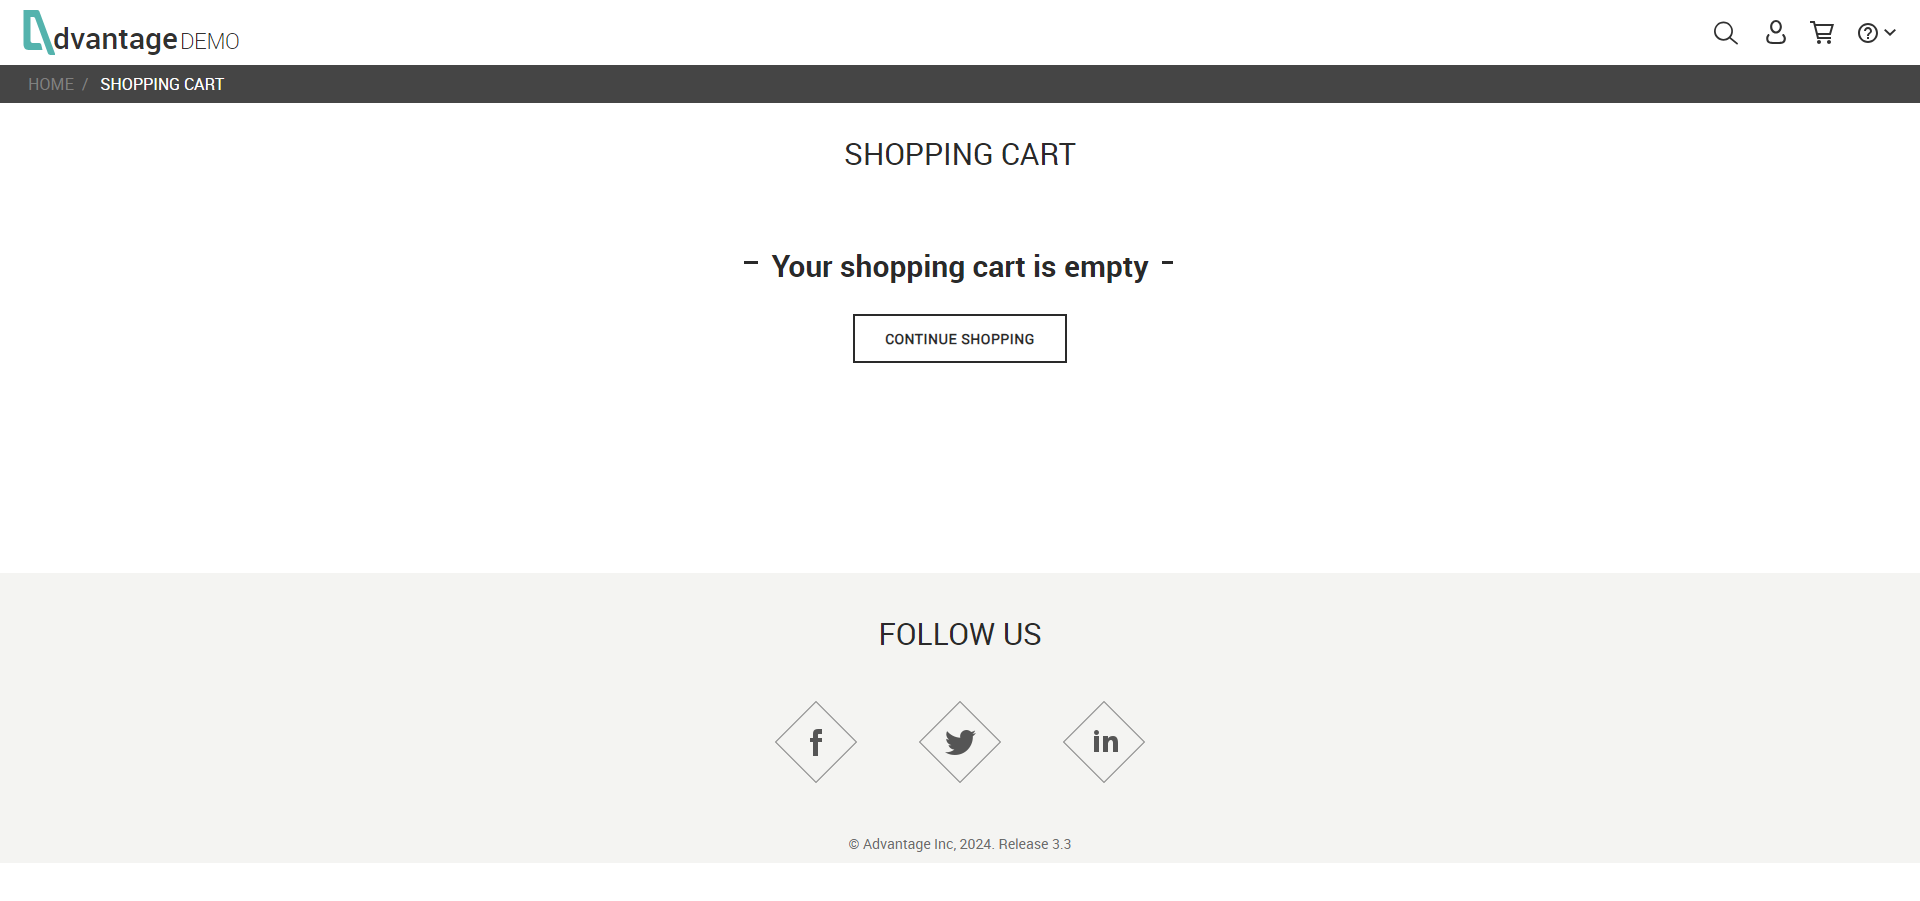 dvantage DEMO
HOME / SHOPPING CART
SHOPPING CART
- Your shopping cart is empty -
CONTINUE SHOPPING
FOLLOW US
f in
© Advantage Inc, 2024. Release 3.3